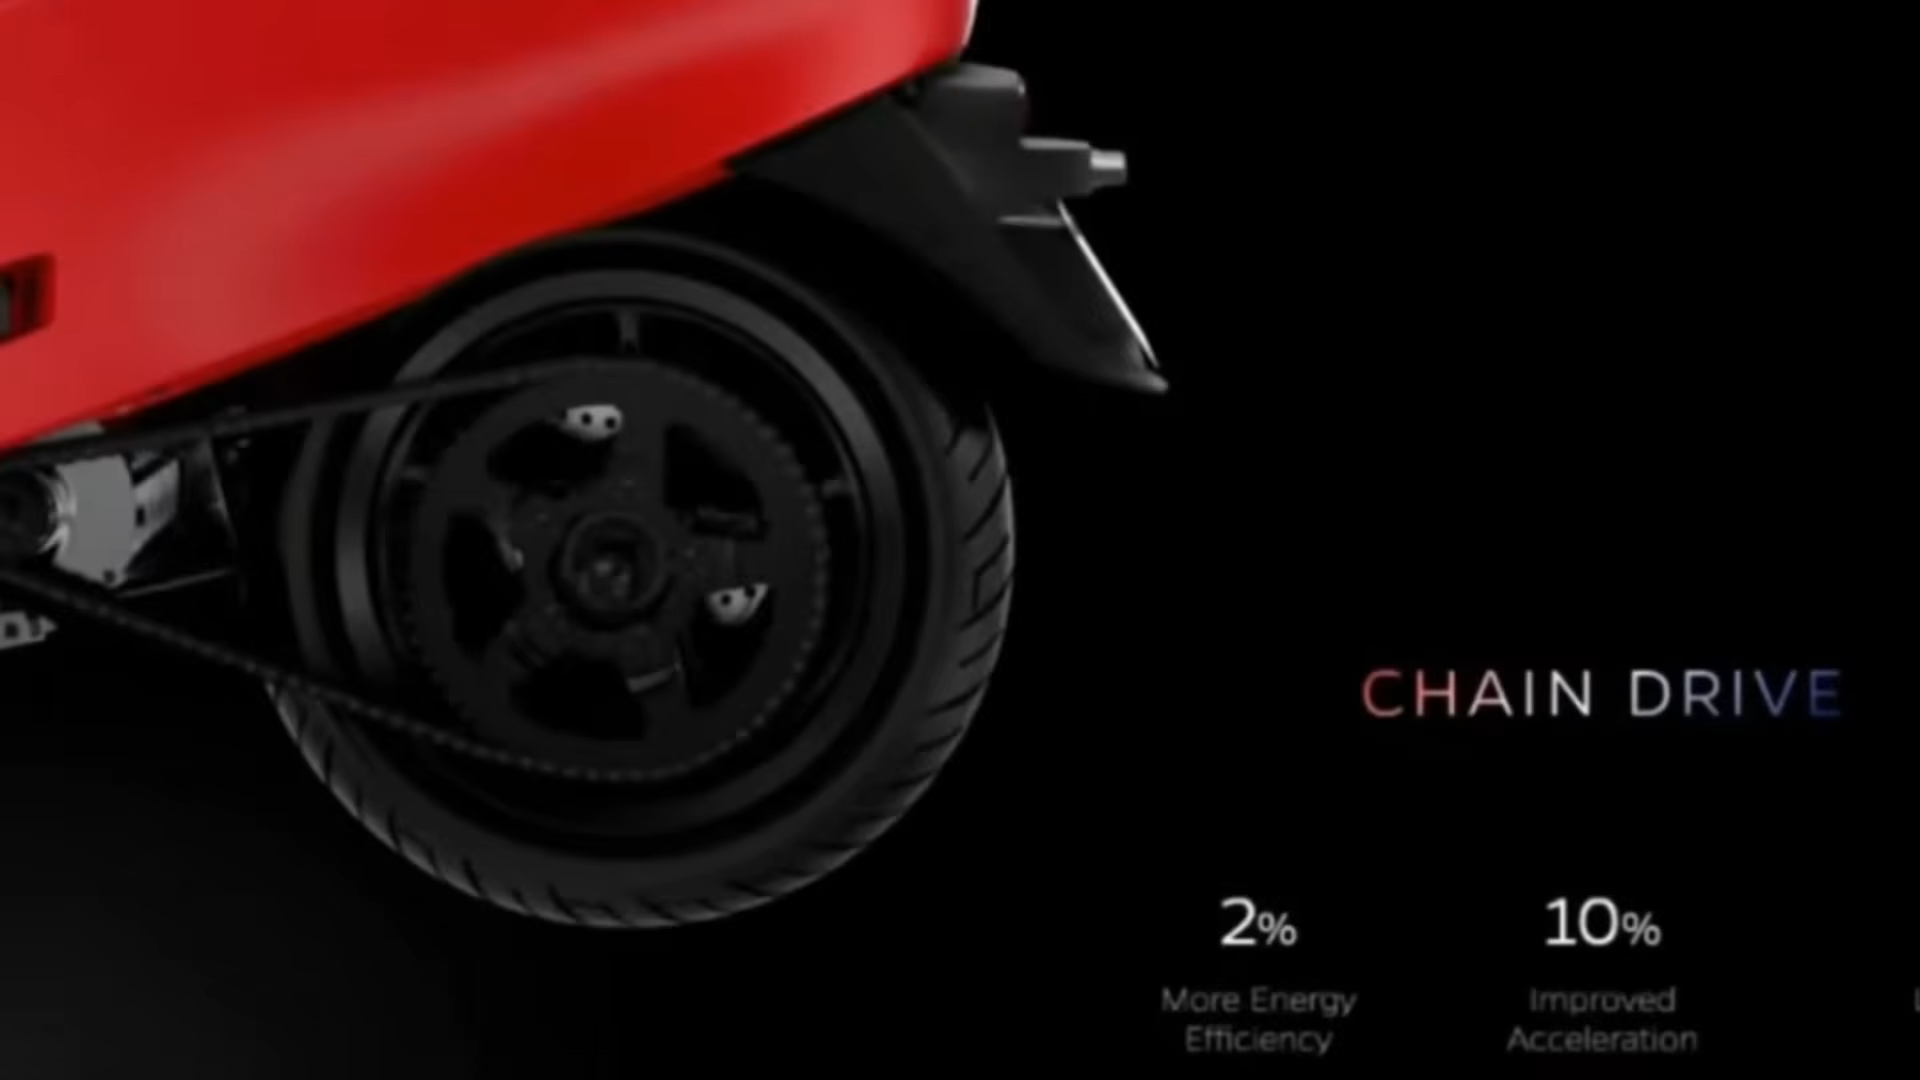 CHAIN DRIVE
2%
10%
More Energy
Improved
Efficiency
Acceleration